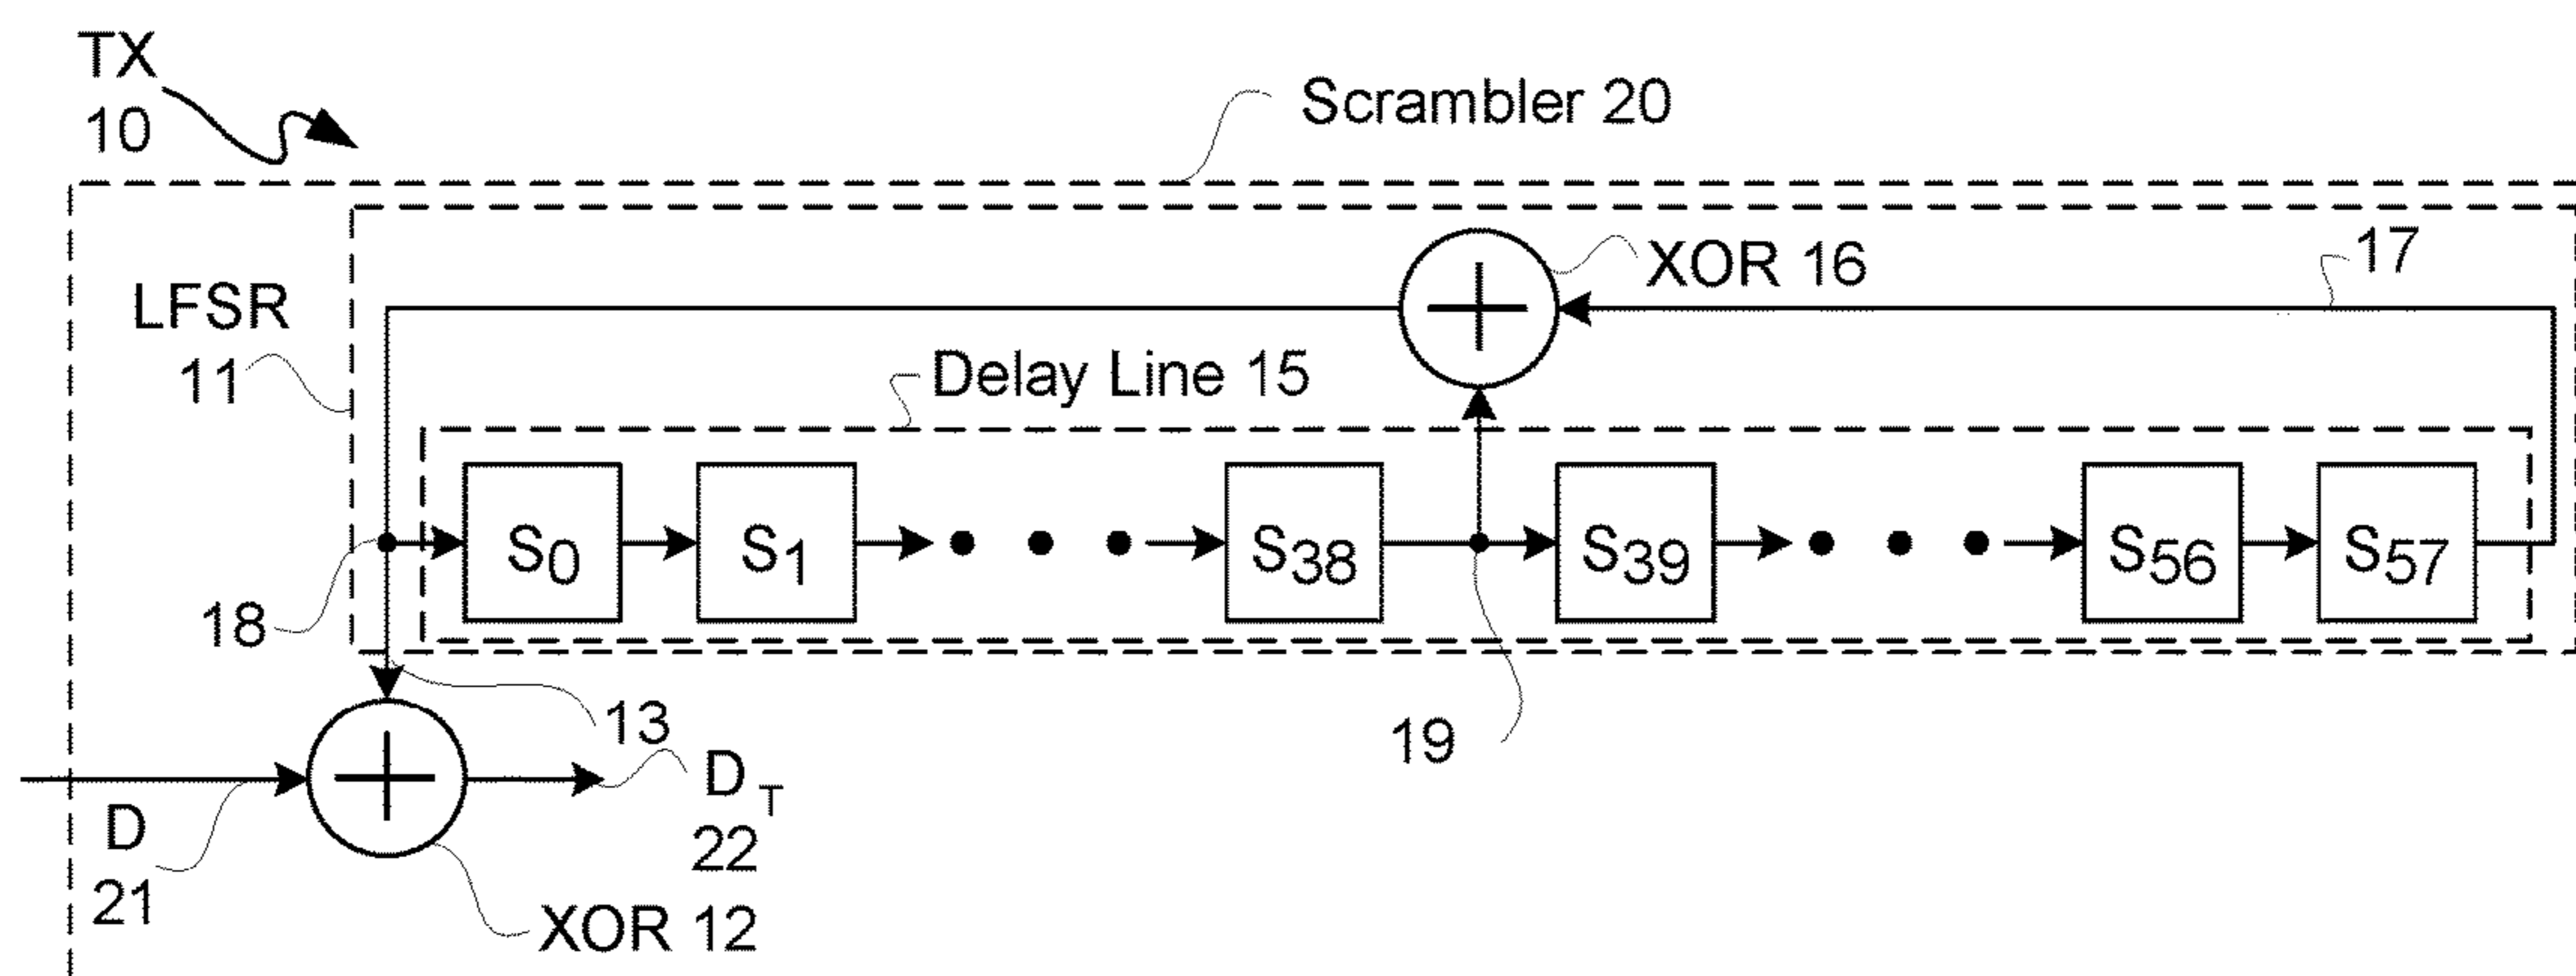 TX
10
Scrambler 20
XOR 16
17
LFSR
11
Delay Line 15
S0
S1
S38
S39
S56
S57
18
13
19
D
21
DT
22
XOR 12